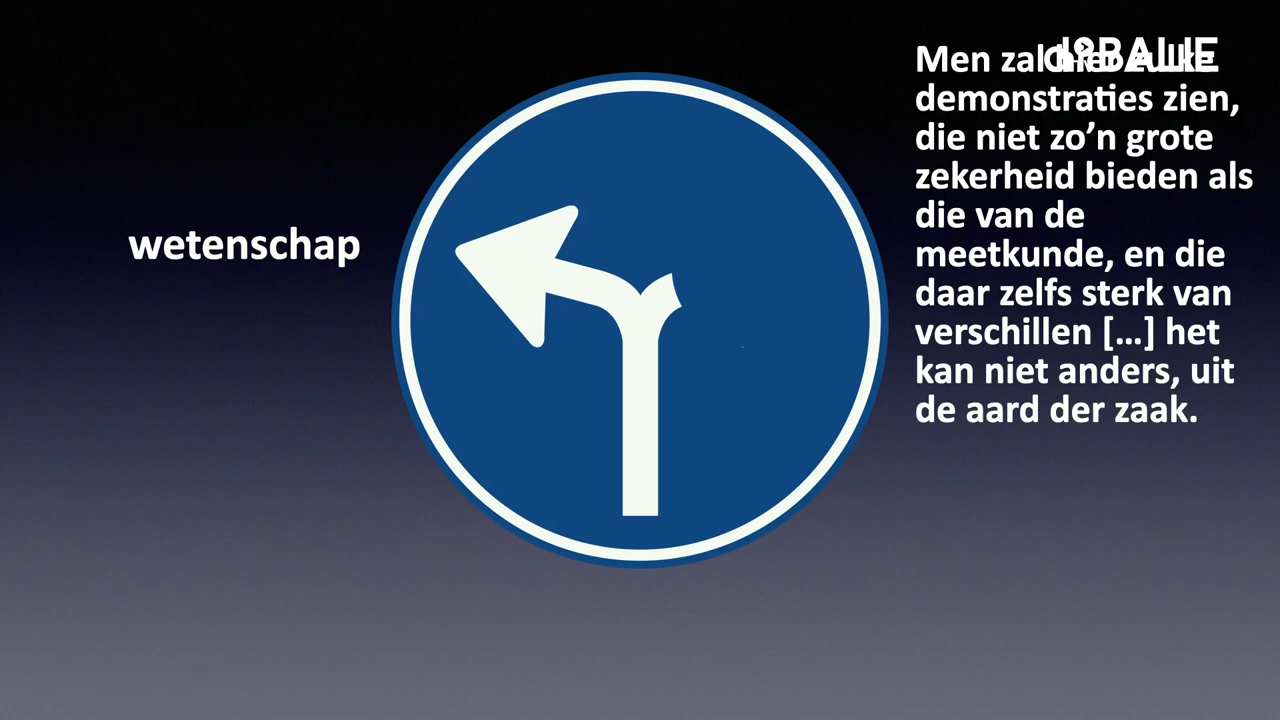 wetenschap
Men zal hier zulke
demonstraties zien,
die niet zo’n grote
zekerheid bieden als
die van de
meetkunde, en die
daar zelfs sterk van
verschillen [...] het
kan niet anders, uit
de aard der zaak.